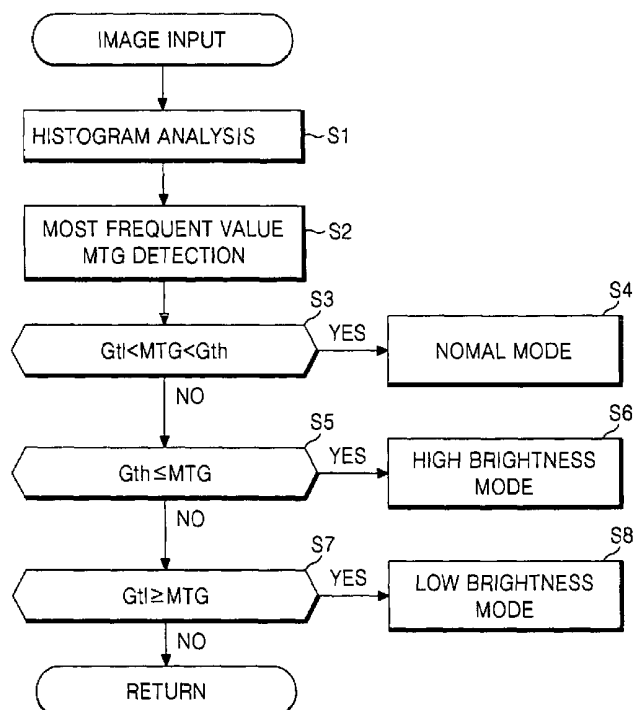 IMAGE INPUT
HISTOGRAM ANALYSIS
S1
MOST FREQUENT VALUE
MTG DETECTION
S2
S3
Gtl<MTG<Gth
YES
S4
NOMAL MODE
NO
S5
Gth≤MTG
YES
S6
HIGH BRIGHTNESS
MODE
NO
S7
Gtl≥MTG
YES
S8
LOW BRIGHTNESS
MODE
NO
RETURN